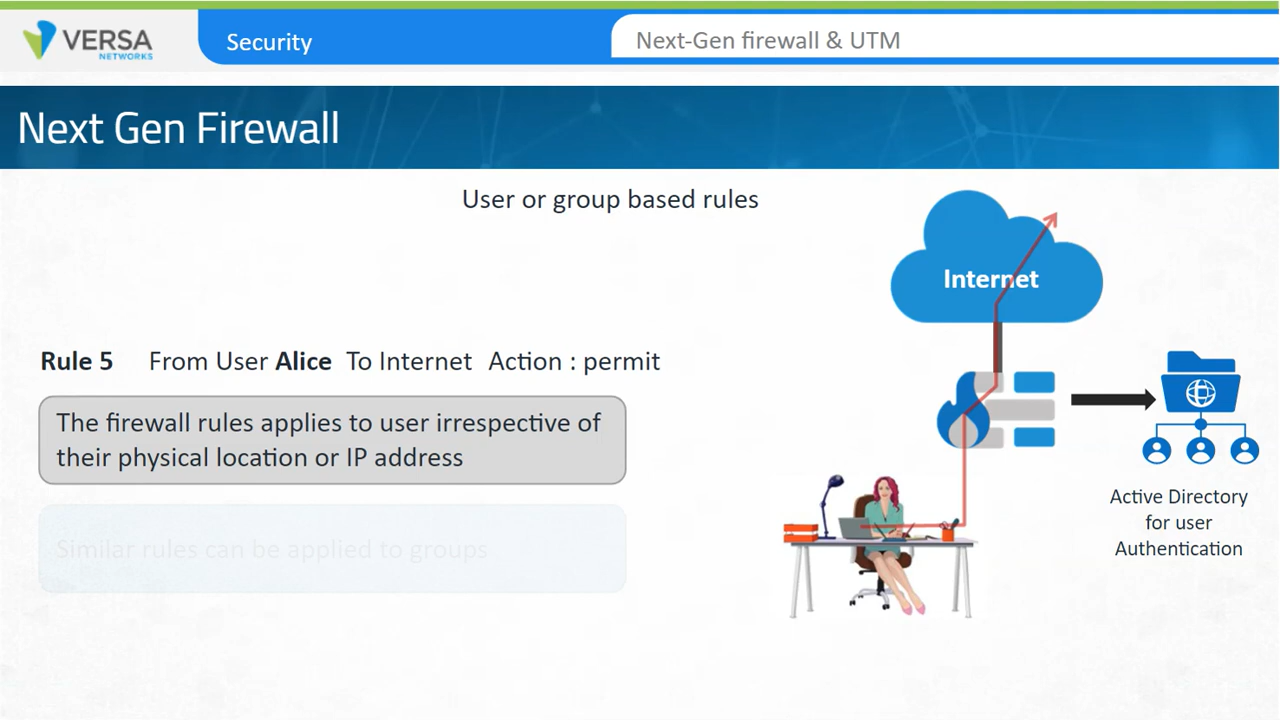 VERSA
NETWORKS
Security
Next-Gen firewall & UTM
Next Gen Firewall
User or group based rules
Internet
Rule 5 From User Alice To Internet Action : permit
The firewall rules applies to user irrespective of
their physical location or IP address
Similar rules can be applied to groups
Active Directory
for user
Authentication